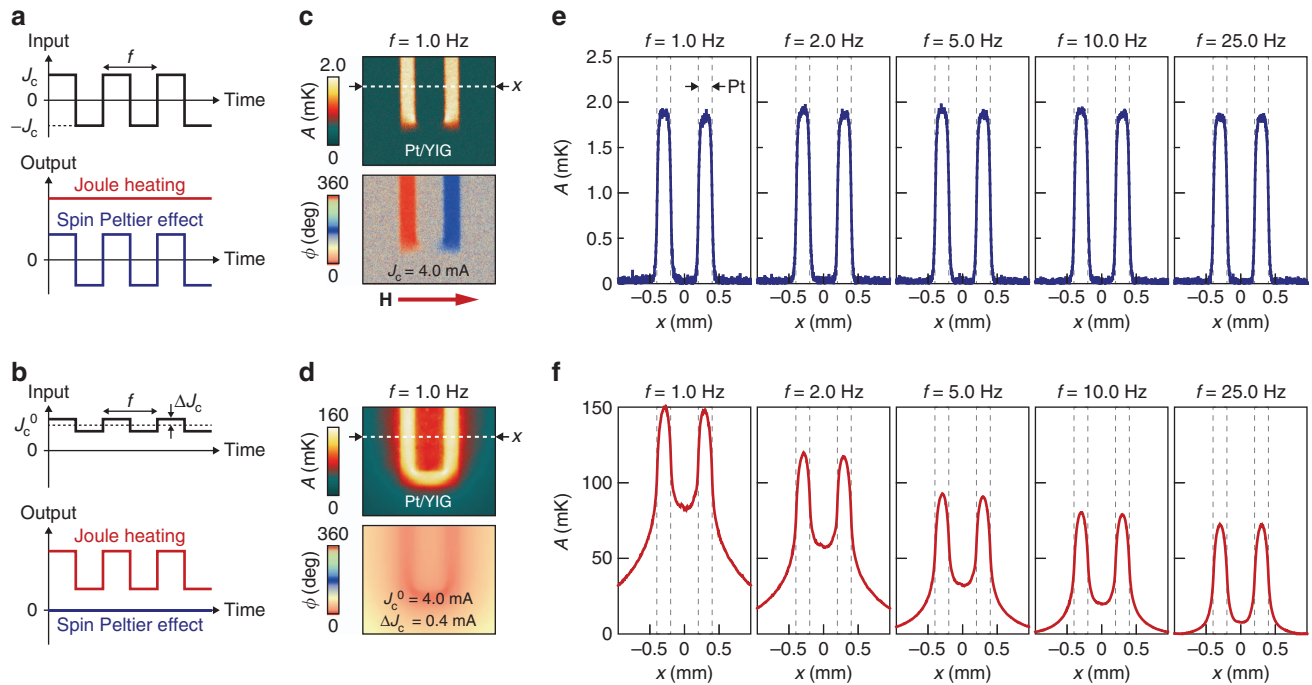 a
Input
f
J_c
0
Time
−J_c
Output
Joule heating
Spin Peltier effect
0
Time
b
Input
f
ΔJ_c
J_c^0
0
Time
Output
Joule heating
0
Time
Spin Peltier effect
c
f = 1.0 Hz
2.0
A (mK)
0
x
Pt/YIG
360
ϕ (deg)
0
J_c = 4.0 mA
H
d
f = 1.0 Hz
160
A (mK)
0
x
Pt/YIG
360
ϕ (deg)
0
J_c^0 = 4.0 mA
ΔJ_c = 0.4 mA
e
f = 1.0 Hz f = 2.0 Hz f = 5.0 Hz f = 10.0 Hz f = 25.0 Hz
2.5
Pt
2.0
1.5
A (mK)
1.0
0.5
0
−0.5 0 0.5 −0.5 0 0.5 −0.5 0 0.5 −0.5 0 0.5 −0.5 0 0.5
x (mm) x (mm) x (mm) x (mm) x (mm)
f
f = 1.0 Hz f = 2.0 Hz f = 5.0 Hz f = 10.0 Hz f = 25.0 Hz
150
100
A (mK)
50
0
−0.5 0 0.5 −0.5 0 0.5 −0.5 0 0.5 −0.5 0 0.5 −0.5 0 0.5
x (mm) x (mm) x (mm) x (mm) x (mm)